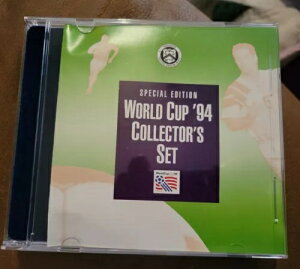 SPECIAL EDITION
WORLD CUP '94
COLLECTOR'S
SET